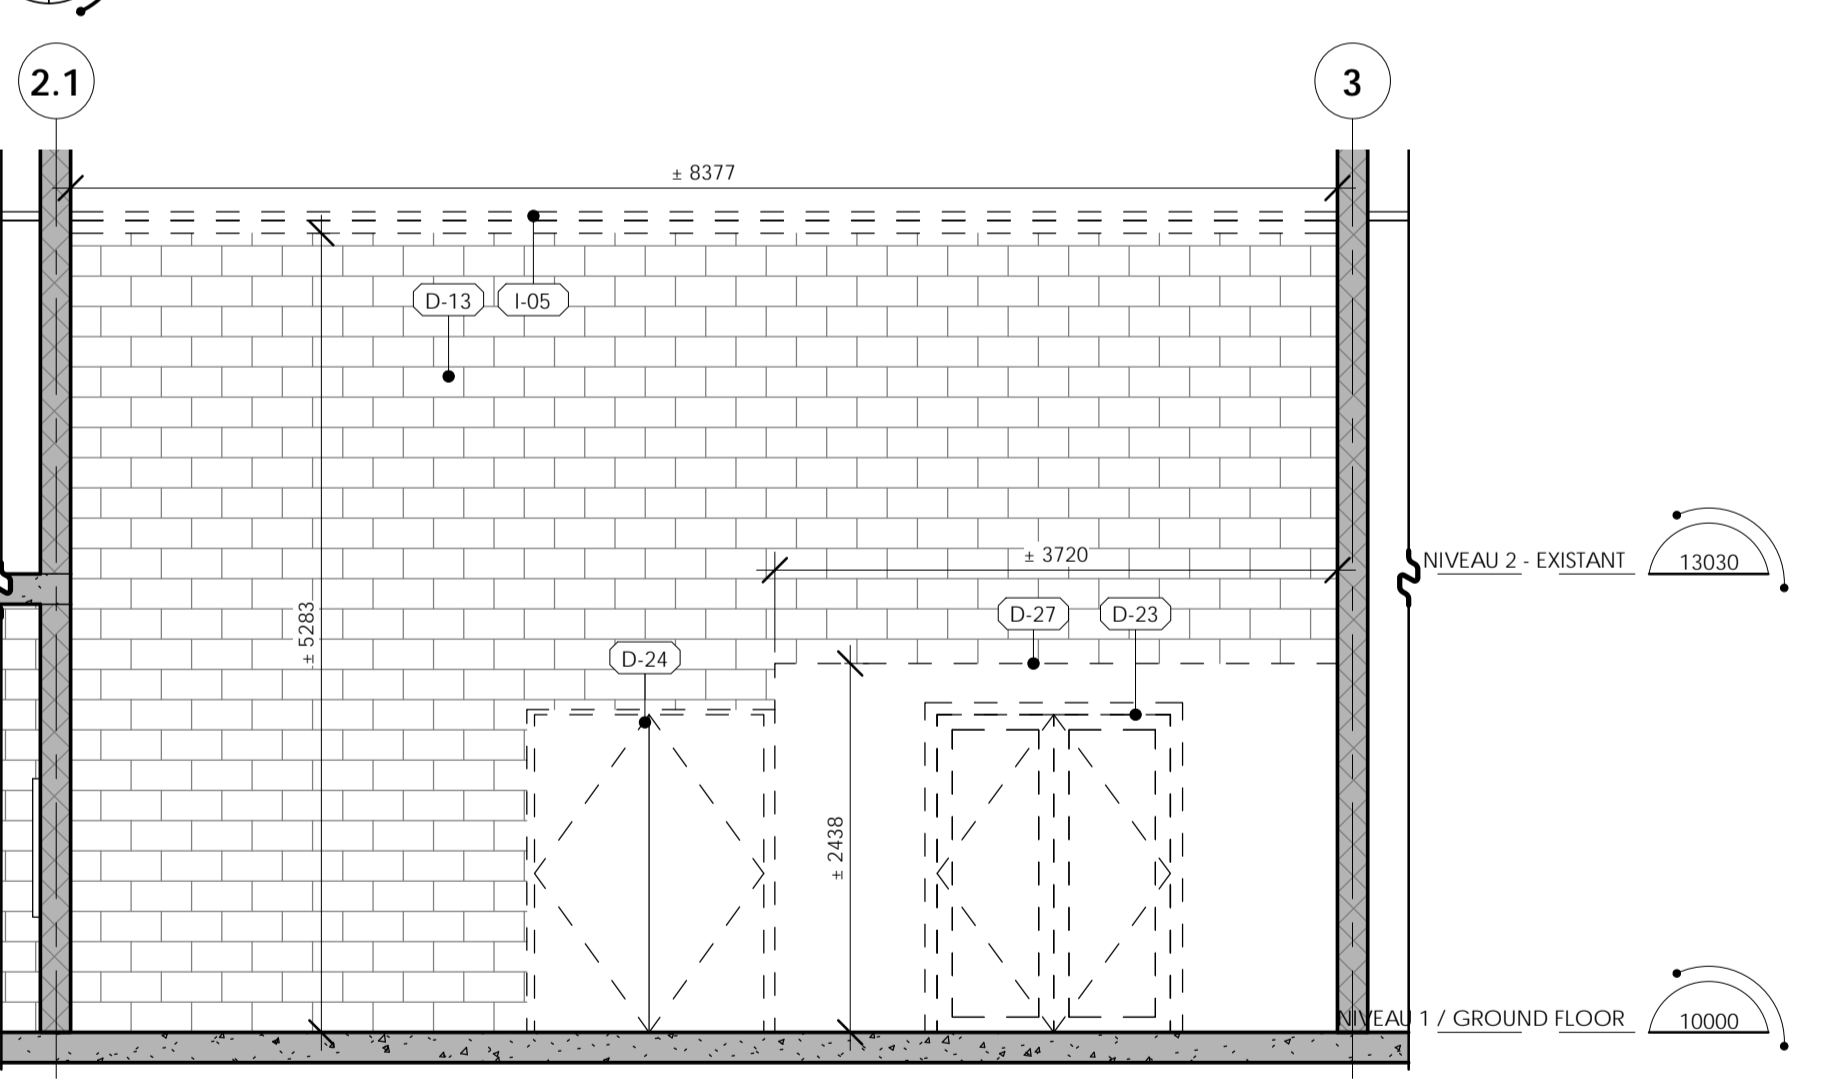 2.1
3
± 8377
D-13
I-05
± 3720
NIVEAU 2 - EXISTANT
13030
± 5283
D-27
D-23
D-24
± 2438
NIVEAU 1 / GROUND FLOOR
10000